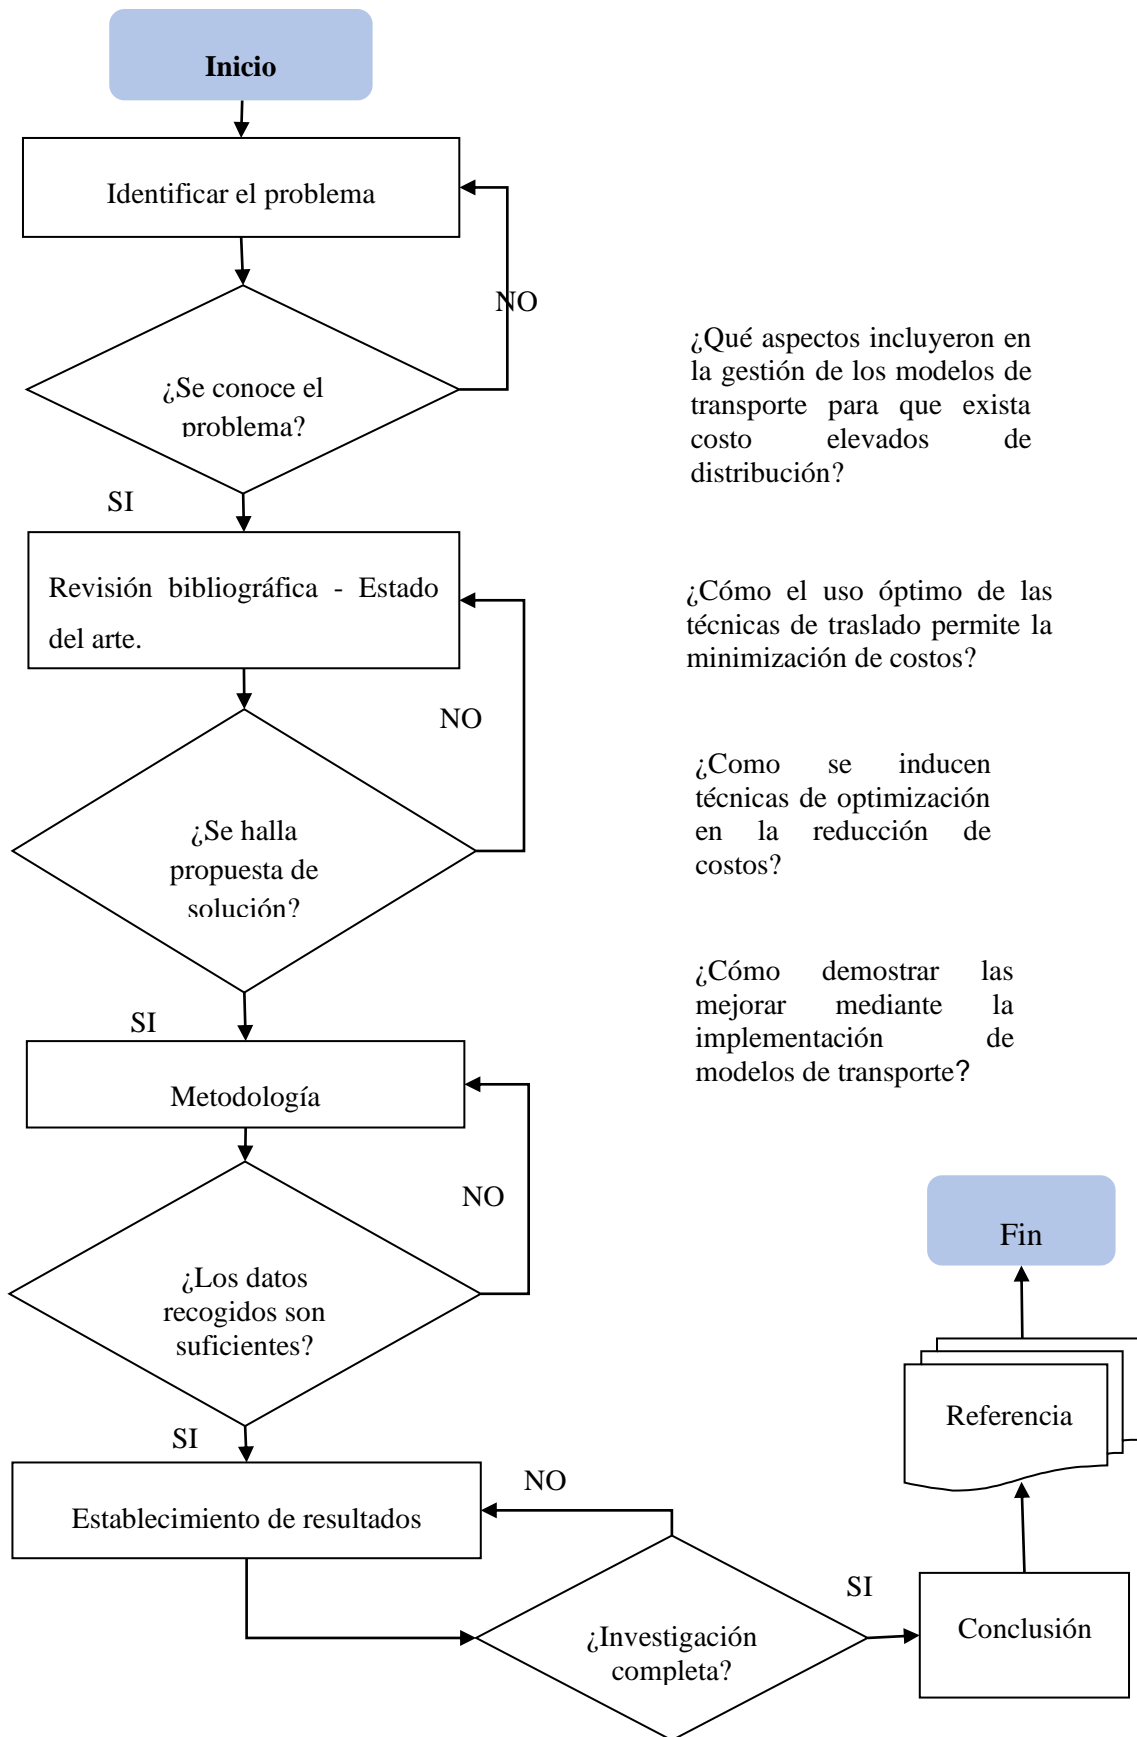 Inicio
Identificar el problema
NO
¿Se conoce el
problema?
SI
Revisión bibliográfica - Estado
del arte.
NO
¿Se halla
propuesta de
solución?
SI
Metodología
NO
¿Los datos
recogidos son
suficientes?
SI
Establecimiento de resultados
NO
¿Investigación
completa?
SI
Conclusión
Referencia
Fin
¿Qué aspectos incluyeron en
la gestión de los modelos de
transporte para que exista
costo elevados de
distribución?
¿Cómo el uso óptimo de las
técnicas de traslado permite la
minimización de costos?
¿Como se inducen
técnicas de optimización
en la reducción de
costos?
¿Cómo demostrar las
mejorar mediante la
implementación de
modelos de transporte?